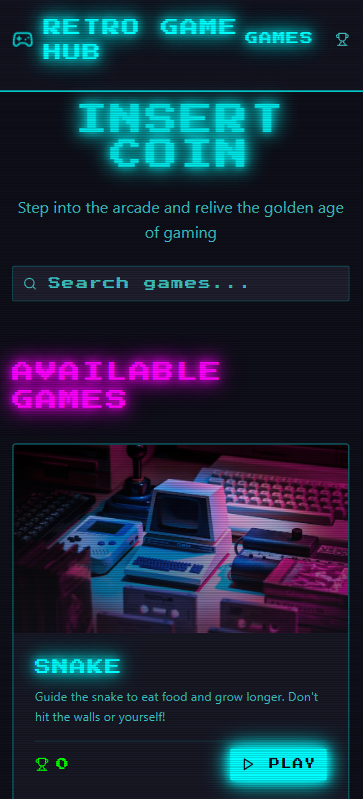 RETRO GAME
HUB
GAMES
INSERT
COIN
Step into the arcade and relive the golden age
of gaming
Search games...
AVAILABLE
GAMES
SNAKE
Guide the snake to eat food and grow longer. Don't
hit the walls or yourself!
0
PLAY